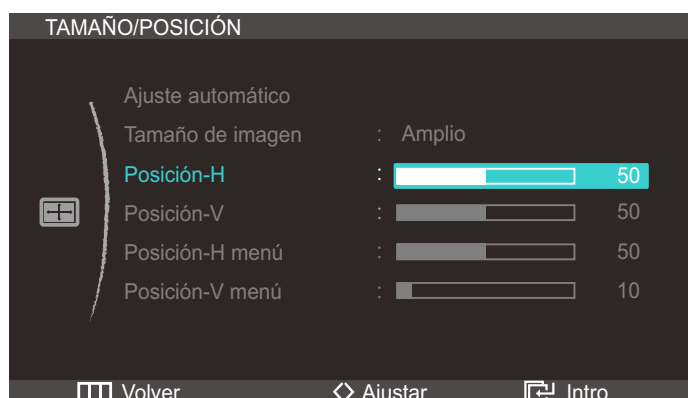 TAMAÑO/POSICIÓN
Ajuste automático
Tamaño de imagen : Amplio
Posición-H : 50
Posición-V : 50
Posición-H menú : 50
Posición-V menú : 10
Volver Ajustar Intro